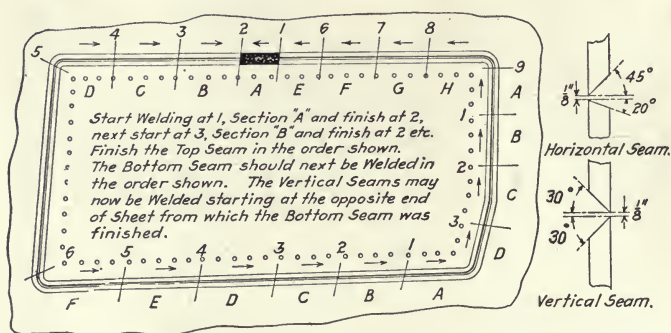 5 4 3 2 1 6 7 8 9
D C B A E F G H A
Start Welding at 1, Section "A" and finish at 2,
next start at 3, Section "B" and finish at 2 etc.
Finish the Top Seam in the order shown.
The Bottom Seam should next be Welded in
the order shown. The Vertical Seams may
now be Welded starting at the opposite end
of Sheet from which the Bottom Seam was
finished.
1
B
2
C
3
D
6 5 4 3 2 1
F E D C B A
45°
1/8"
20°
Horizontal Seam.
30°
1/8"
30°
Vertical Seam.